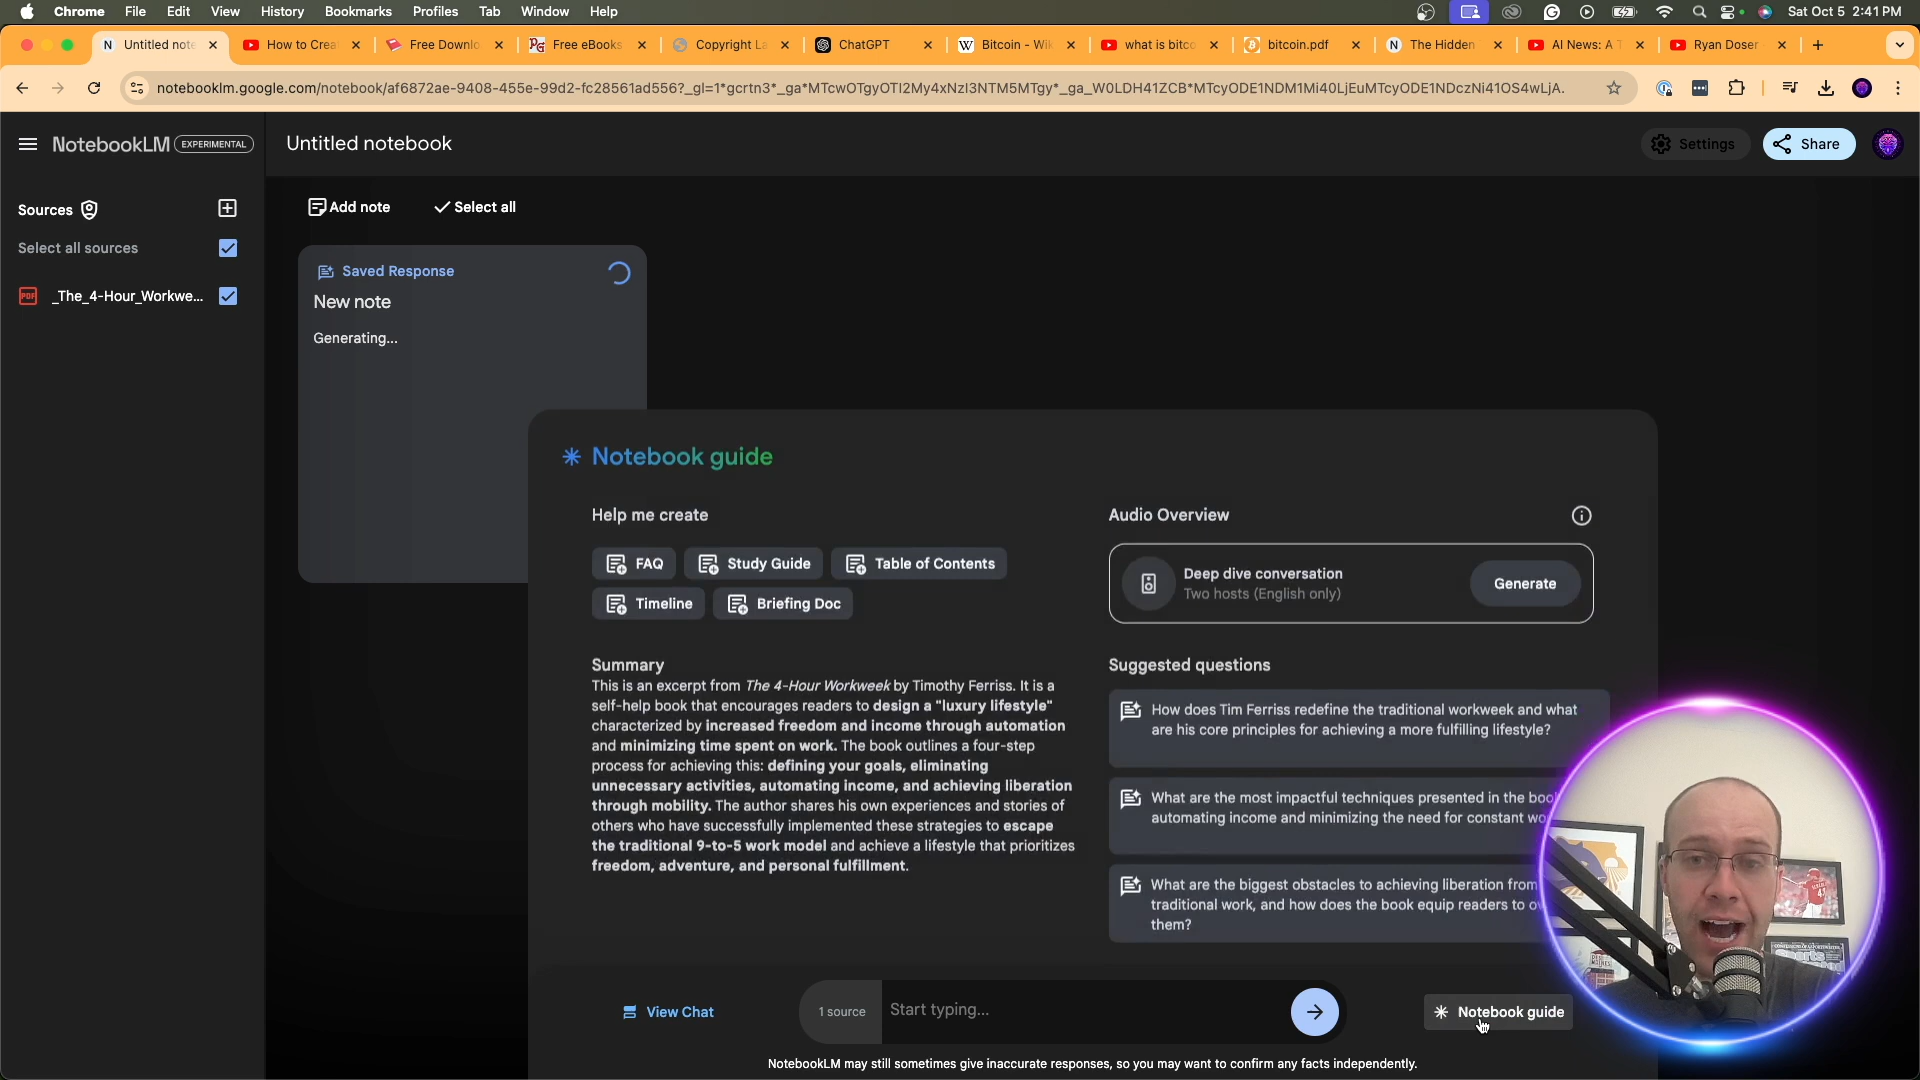 Chrome File Edit View History Bookmarks Profiles Tab Window Help Sat Oct 5 2:41 PM
Untitled note How to Crea Free Downlo Free eBooks Copyright La ChatGPT Bitcoin - Wik what is bitco bitcoin.pdf The Hidden AI News: A T Ryan Doser
notebooklm.google.com/notebook/af6872ae-9408-455e-99d2-fc28561ad556?_gl=1*gcrtn3*_ga*MTcwOTgyOTI2My4xNzI3NTM5MTgy*_ga_W0LDH41ZCB*MTcyODE1NDM1Mi40LjEuMTcyODE1NDczNi41OS4wLjA.
NotebookLM EXPERIMENTAL
Untitled notebook
Settings
Share
Sources
Add note
Select all
Select all sources
PDF _The_4-Hour_Workwe...
Saved Response
New note
Generating...
Notebook guide
Help me create
FAQ
Study Guide
Table of Contents
Timeline
Briefing Doc
Audio Overview
Deep dive conversation
Two hosts (English only)
Generate
Summary
This is an excerpt from The 4-Hour Workweek by Timothy Ferriss. It is a
self-help book that encourages readers to design a "luxury lifestyle"
characterized by increased freedom and income through automation
and minimizing time spent on work. The book outlines a four-step
process for achieving this: defining your goals, eliminating
unnecessary activities, automating income, and achieving liberation
through mobility. The author shares his own experiences and stories of
others who have successfully implemented these strategies to escape
the traditional 9-to-5 work model and achieve a lifestyle that prioritizes
freedom, adventure, and personal fulfillment.
Suggested questions
How does Tim Ferriss redefine the traditional workweek and what
are his core principles for achieving a more fulfilling lifestyle?
What are the most impactful techniques presented in the
automating income and minimizing the need for constant
What are the biggest obstacles to achieving liberation from
traditional work, and how does the book equip readers to
them?
View Chat
1 source
Start typing...
Notebook guide
NotebookLM may still sometimes give inaccurate responses, so you may want to confirm any facts independently.